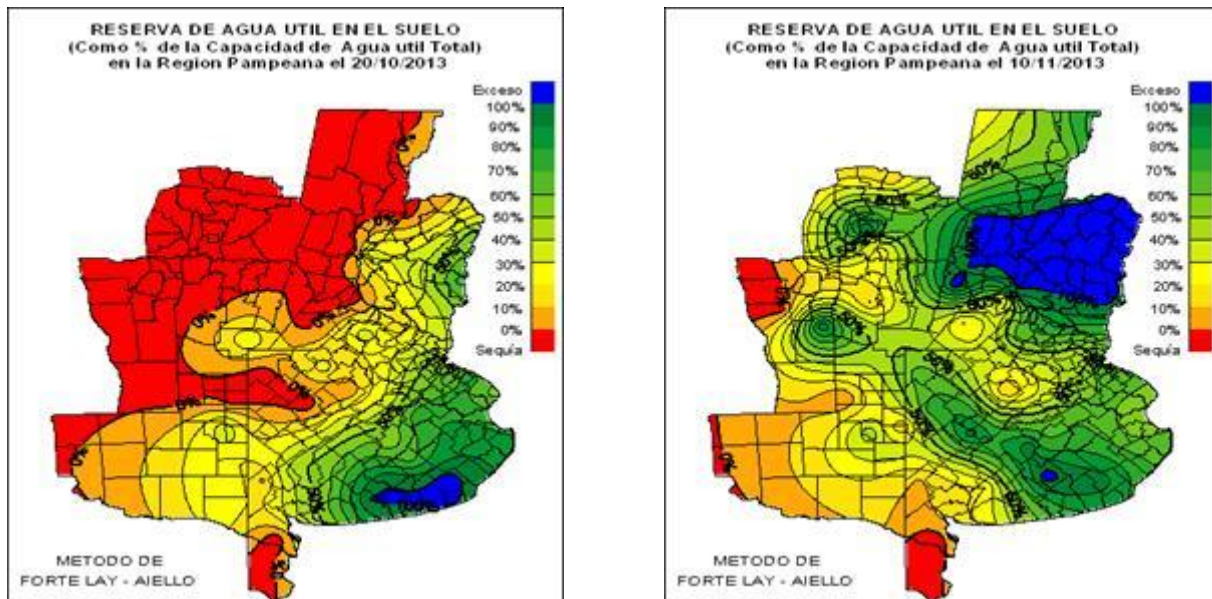 RESERVA DE AGUA UTIL EN EL SUELO
(Como % de la Capacidad de Agua util Total)
en la Region Pampeana el 20/10/2013
Exceso
100%
90%
80%
70%
60%
50%
40%
30%
20%
10%
0%
Sequía
METODO DE
FORTE LAY - AIELLO
RESERVA DE AGUA UTIL EN EL SUELO
(Como % de la Capacidad de Agua util Total)
en la Region Pampeana el 10/11/2013
Exceso
100%
90%
80%
70%
60%
50%
40%
30%
20%
10%
0%
Sequía
METODO DE
FORTE LAY - AIELLO